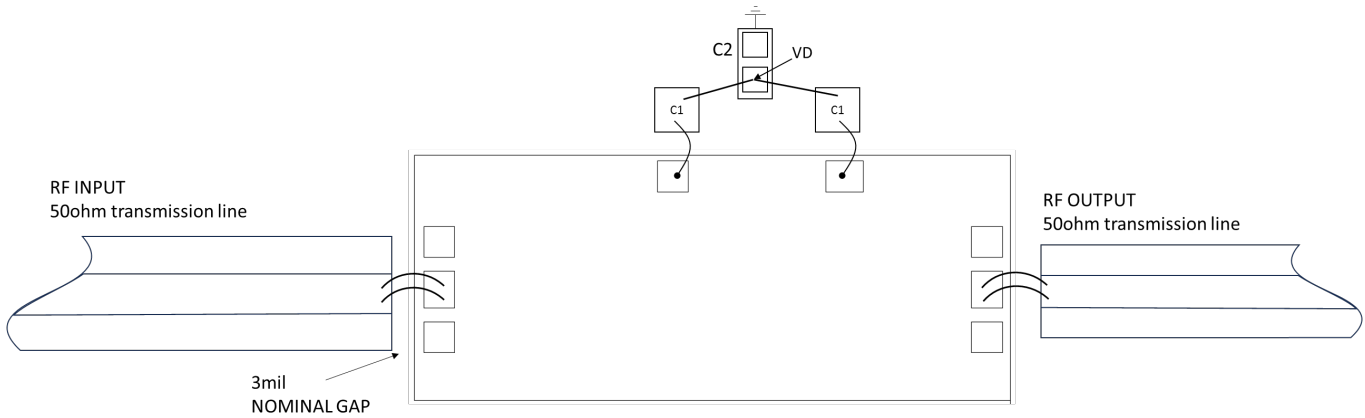 C2
VD
C1
C1
RF INPUT
50ohm transmission line
RF OUTPUT
50ohm transmission line
3mil
NOMINAL GAP